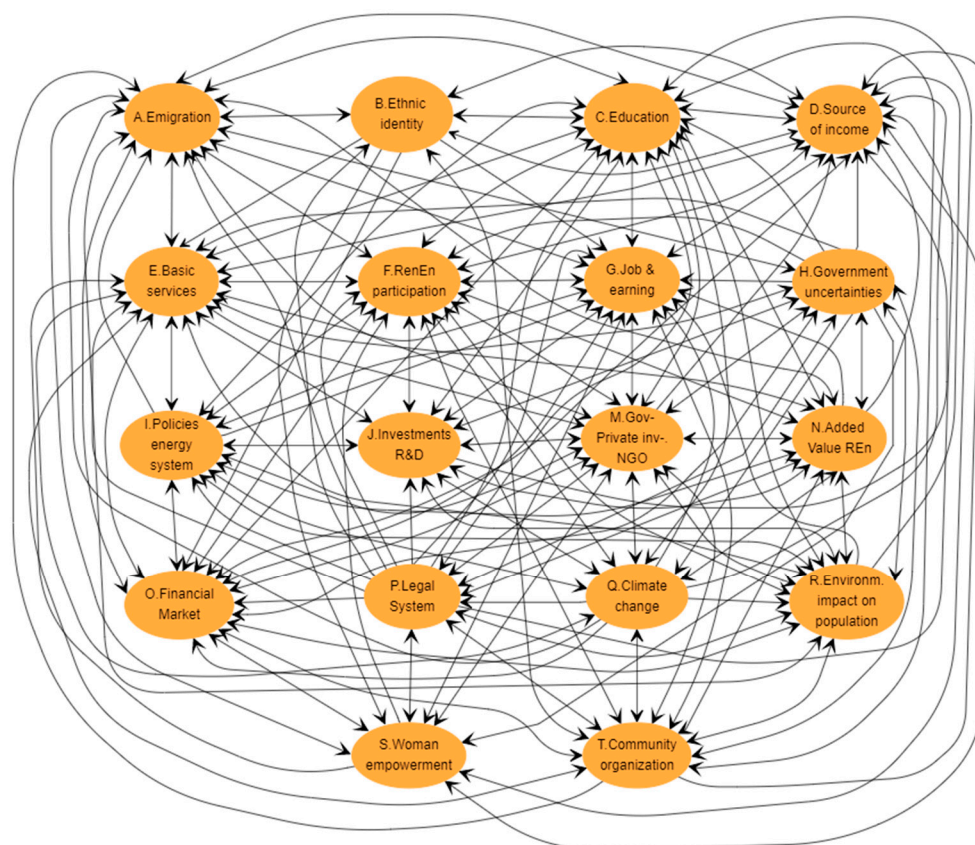 A.Emigration
B.Ethnic
identity
C.Education
D.Source
of income
E.Basic
services
F.RenEn
participation
G.Job &
earning
H.Government
uncertainties
I.Policies
energy
system
J.Investments
R&D
M.Gov-
Private inv-.
NGO
N.Added
Value REn
O.Financial
Market
P.Legal
System
Q.Climate
change
R.Environm.
impact on
population
S.Woman
empowerment
T.Community
organization